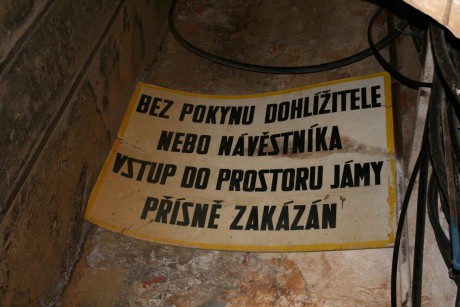 BEZ POKYNU DOHLÍŽITELE
NEBO NÁVĚSTNÍKA
VSTUP DO PROSTORU JÁMY
PŘÍSNĚ ZAKÁZÁN